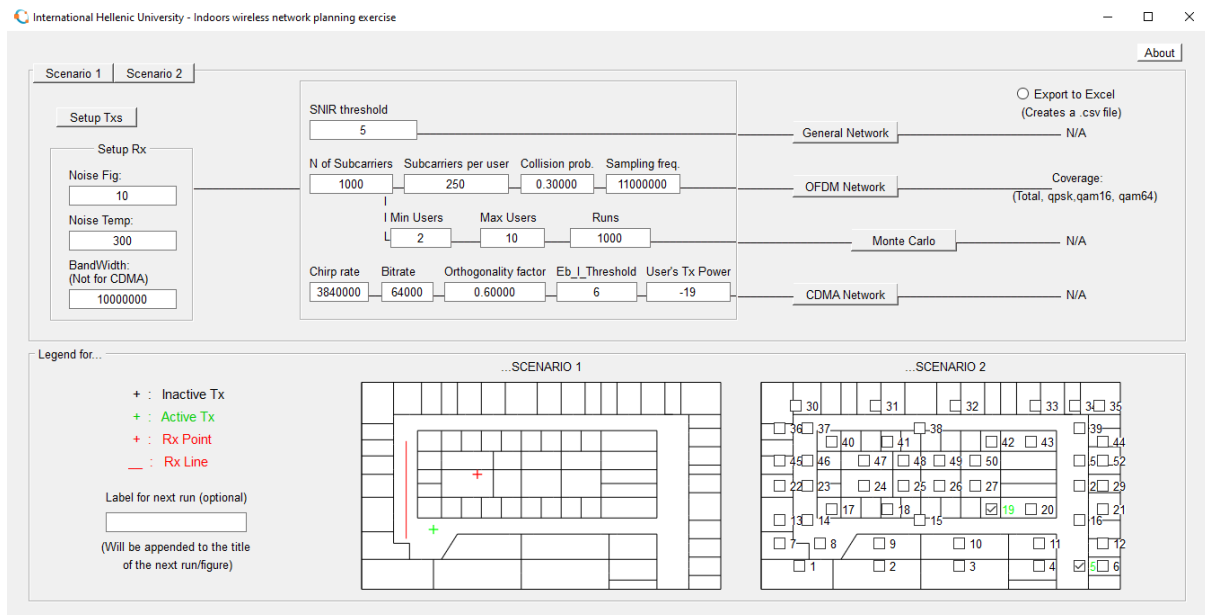 International Hellenic University - Indoors wireless network planning exercise
About
Scenario 1 Scenario 2
Setup Txs
Setup Rx
Noise Fig:
10
Noise Temp:
300
BandWidth:
(Not for CDMA)
10000000
SNIR threshold
5
N of Subcarriers Subcarriers per user Collision prob. Sampling freq.
1000 250 0.30000 11000000
I
I Min Users Max Users Runs
L 2 10 1000
Chirp rate Bitrate Orthogonality factor Eb_I_Threshold User's Tx Power
3840000 64000 0.60000 6 -19
General Network
OFDM Network
Monte Carlo
CDMA Network
Export to Excel
(Creates a .csv file)
N/A
Coverage:
(Total, qpsk,qam16, qam64)
N/A
N/A
Legend for...
+ : Inactive Tx
+ : Active Tx
+ : Rx Point
__ : Rx Line
Label for next run (optional)
(Will be appended to the title
of the next run/figure)
...SCENARIO 1
...SCENARIO 2
30 31 32 33 35
36 37 38 39
40 41 42 43 44
45 46 47 48 49 50 52
22 23 24 25 26 27 29
17 18 19 20 21
13 14 15 16
7 8 9 10 11 12
1 2 3 4 5 6